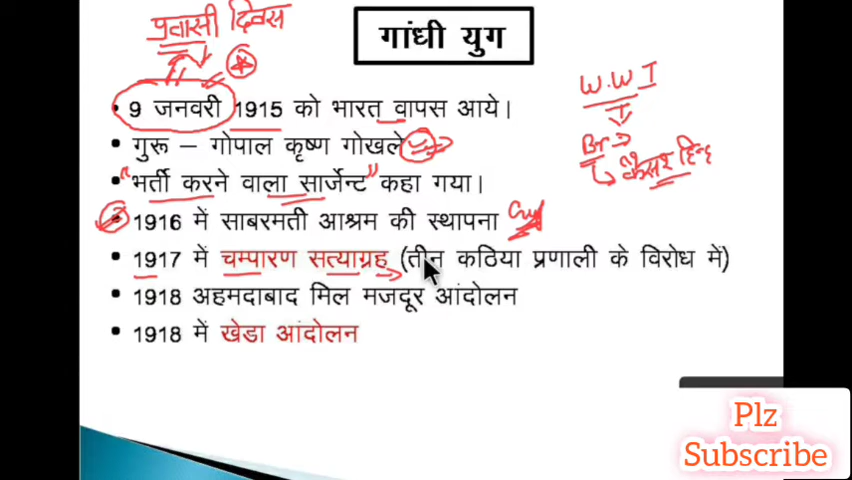 प्रवासी दिवस
गांधी युग
W.W I
• 9 जनवरी 1915 को भारत वापस आये।
• गुरू – गोपाल कृष्ण गोखले
Br →
केसर हिन्द
• "भर्ती करने वाला सार्जेन्ट" कहा गया।
• 1916 में साबरमती आश्रम की स्थापना
• 1917 में चम्पारण सत्याग्रह (तीन कठिया प्रणाली के विरोध में)
• 1918 अहमदाबाद मिल मजदूर आंदोलन
• 1918 में खेडा आंदोलन
Plz
Subscribe